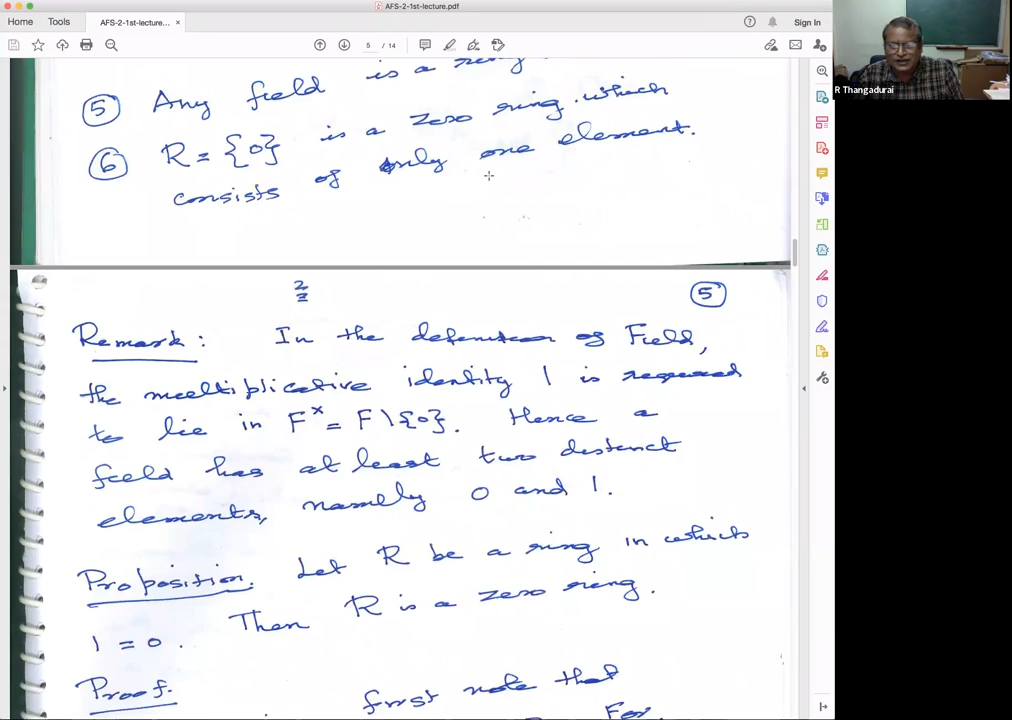 AFS-2-1st-lecture.pdf
Home Tools AFS-2-1st-lecture... × Sign In
5 / 14
R Thangadurai
⑤ Any field is a ring
⑥ R = {0} is a zero ring. which
consists of only one element.
⑤
Remark: In the definition of Field,
the multiplicative identity 1 is required
to lie in F^× = F \ {0}. Hence a
field has at least two distinct
elements, namely 0 and 1.
Proposition. Let R be a ring in which
1 = 0. Then R is a zero ring.
Proof. first note that
For